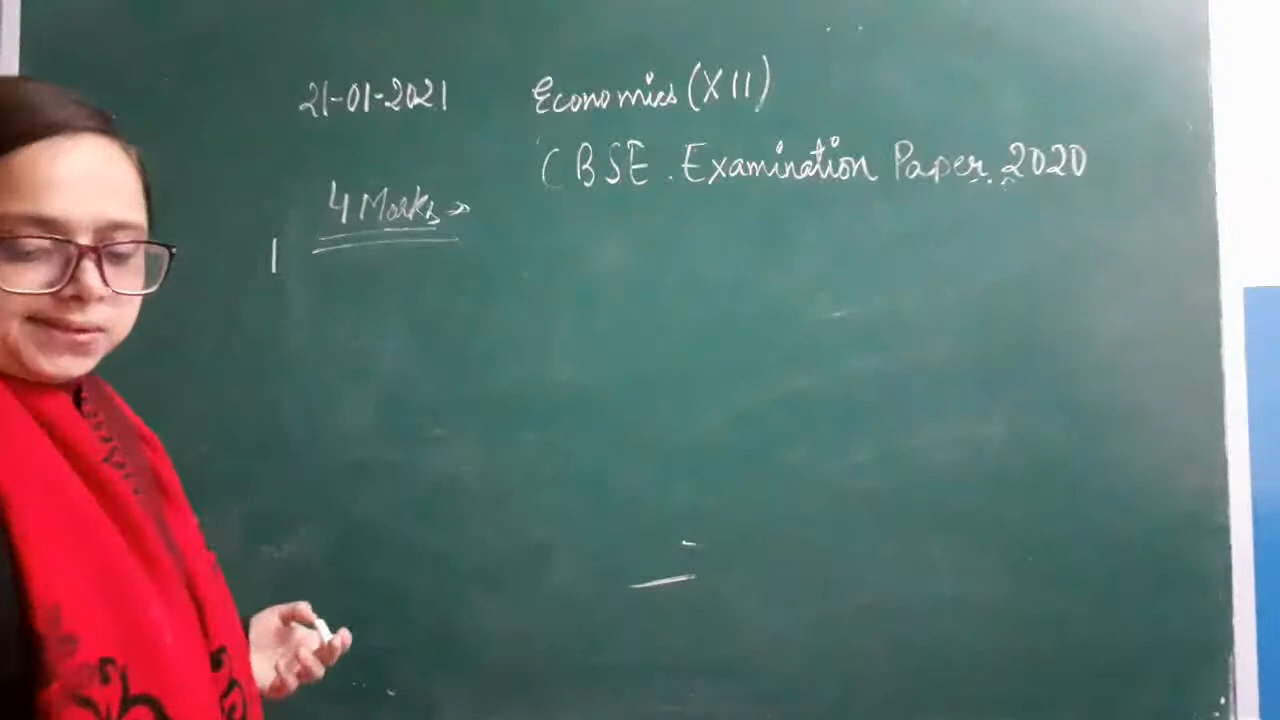 21-01-2021 Economics (XII)
CBSE. Examination Paper 2020
4 Marks →
1